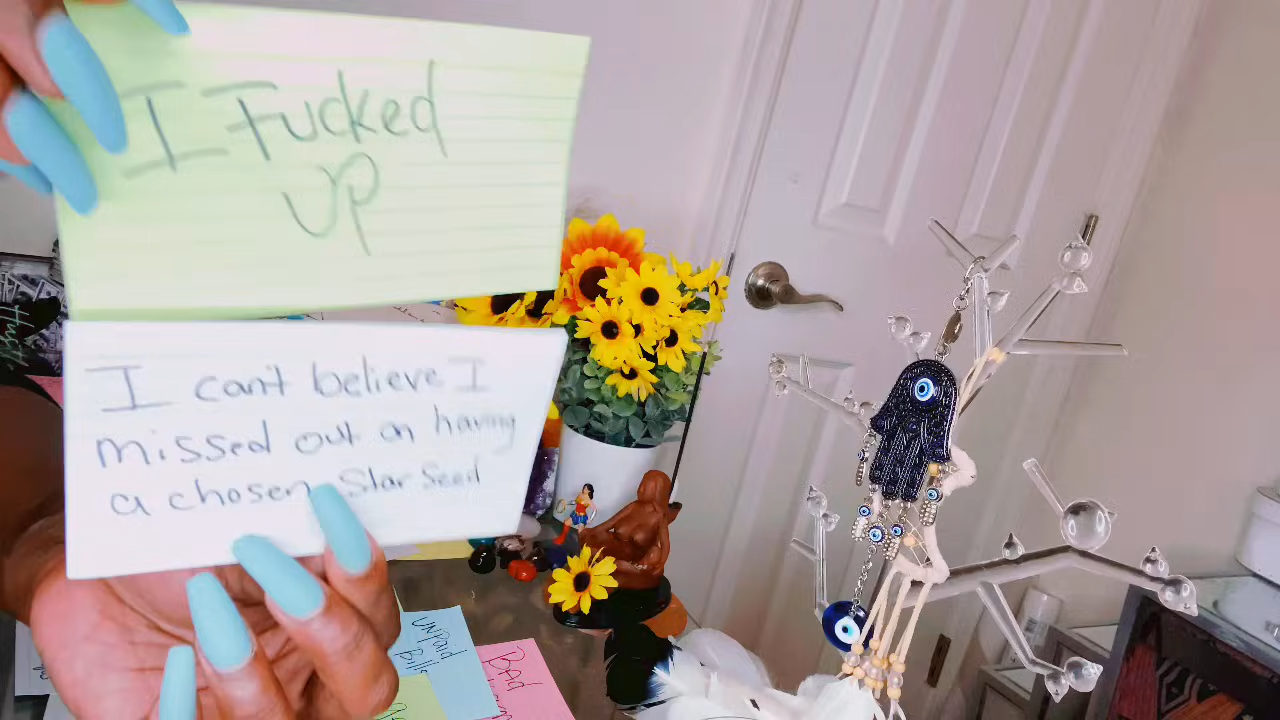 I Fucked
UP
I can't believe I
missed out on having
a chosen Star Seed
UNPaid
Bill
BAD